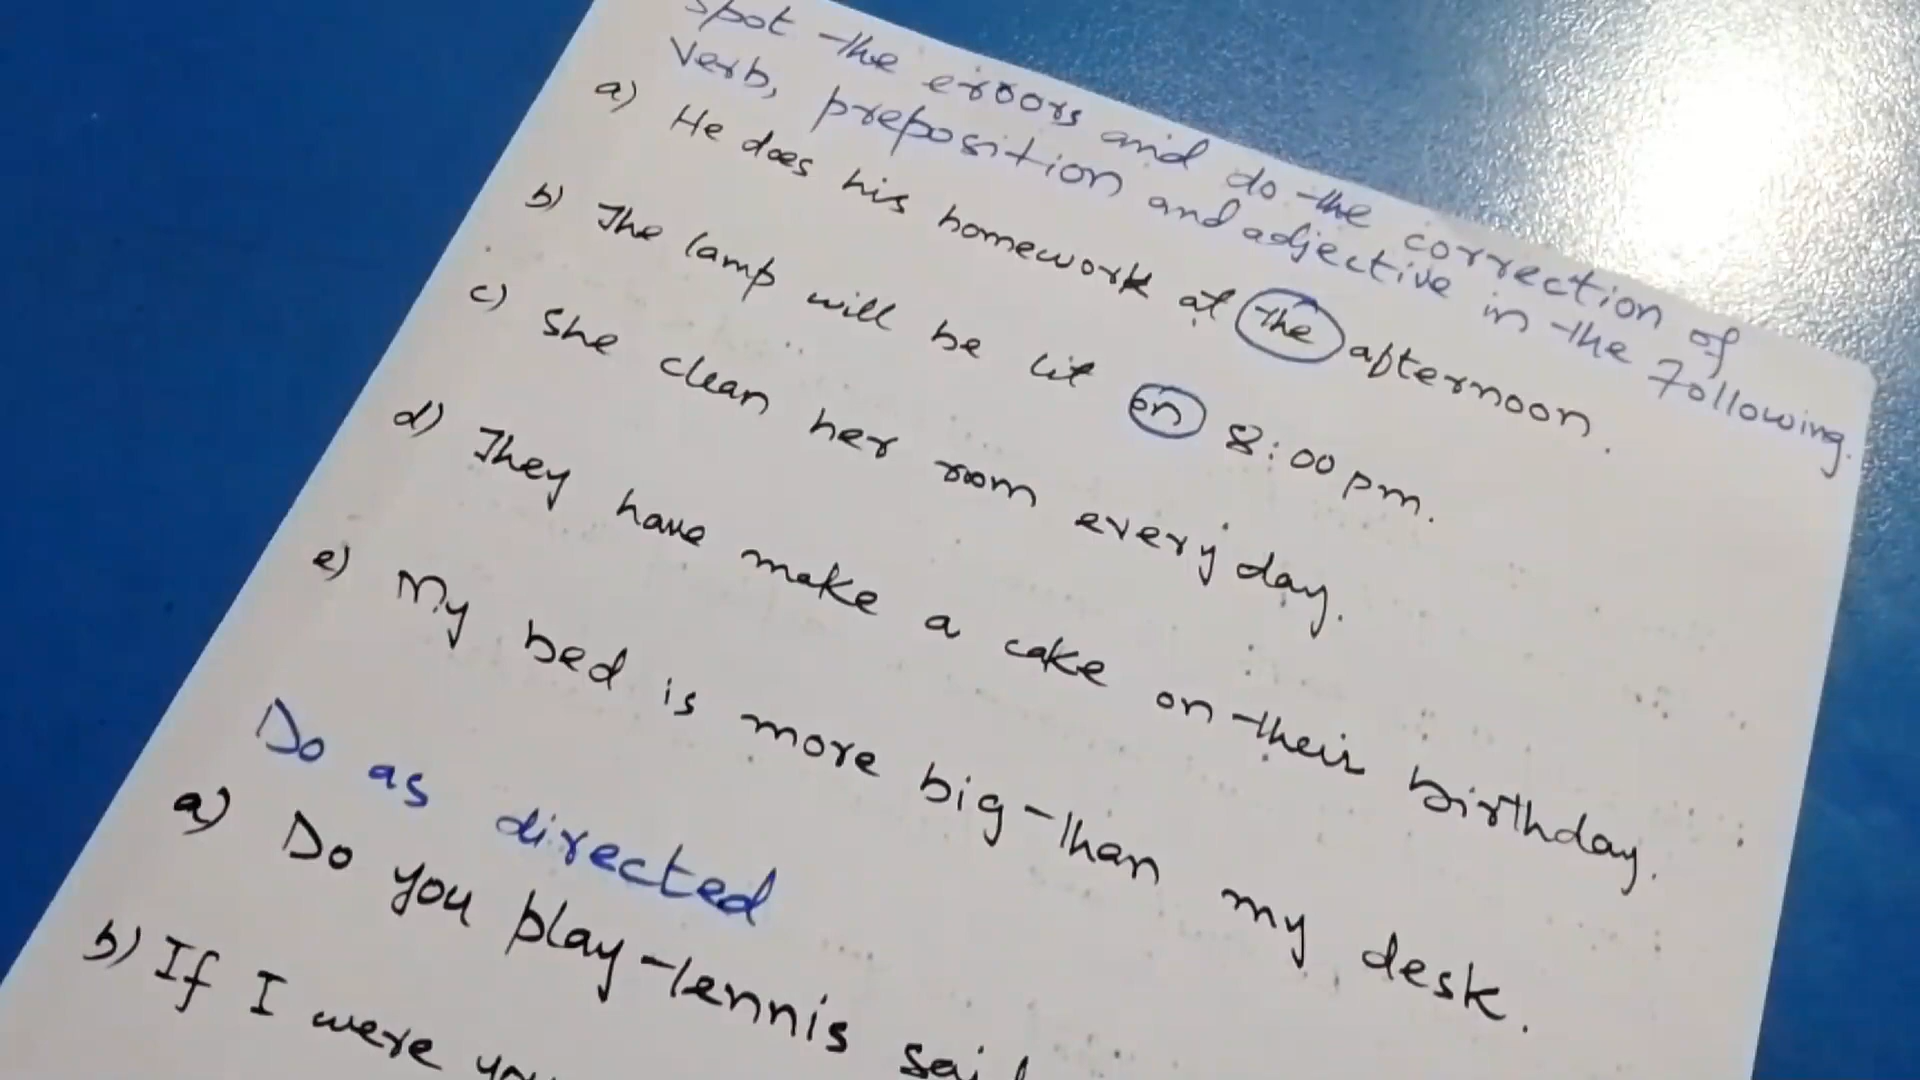 Spot the errors and do the correction of
Verb, preposition and adjective in the following.
a) He does his homework at the afternoon.
b) The lamp will be lit on 8:00 pm.
c) She clean her room every day.
d) They have make a cake on their birthday.
e) My bed is more big than my desk.
Do as directed
a) Do you play tennis
b) If I were